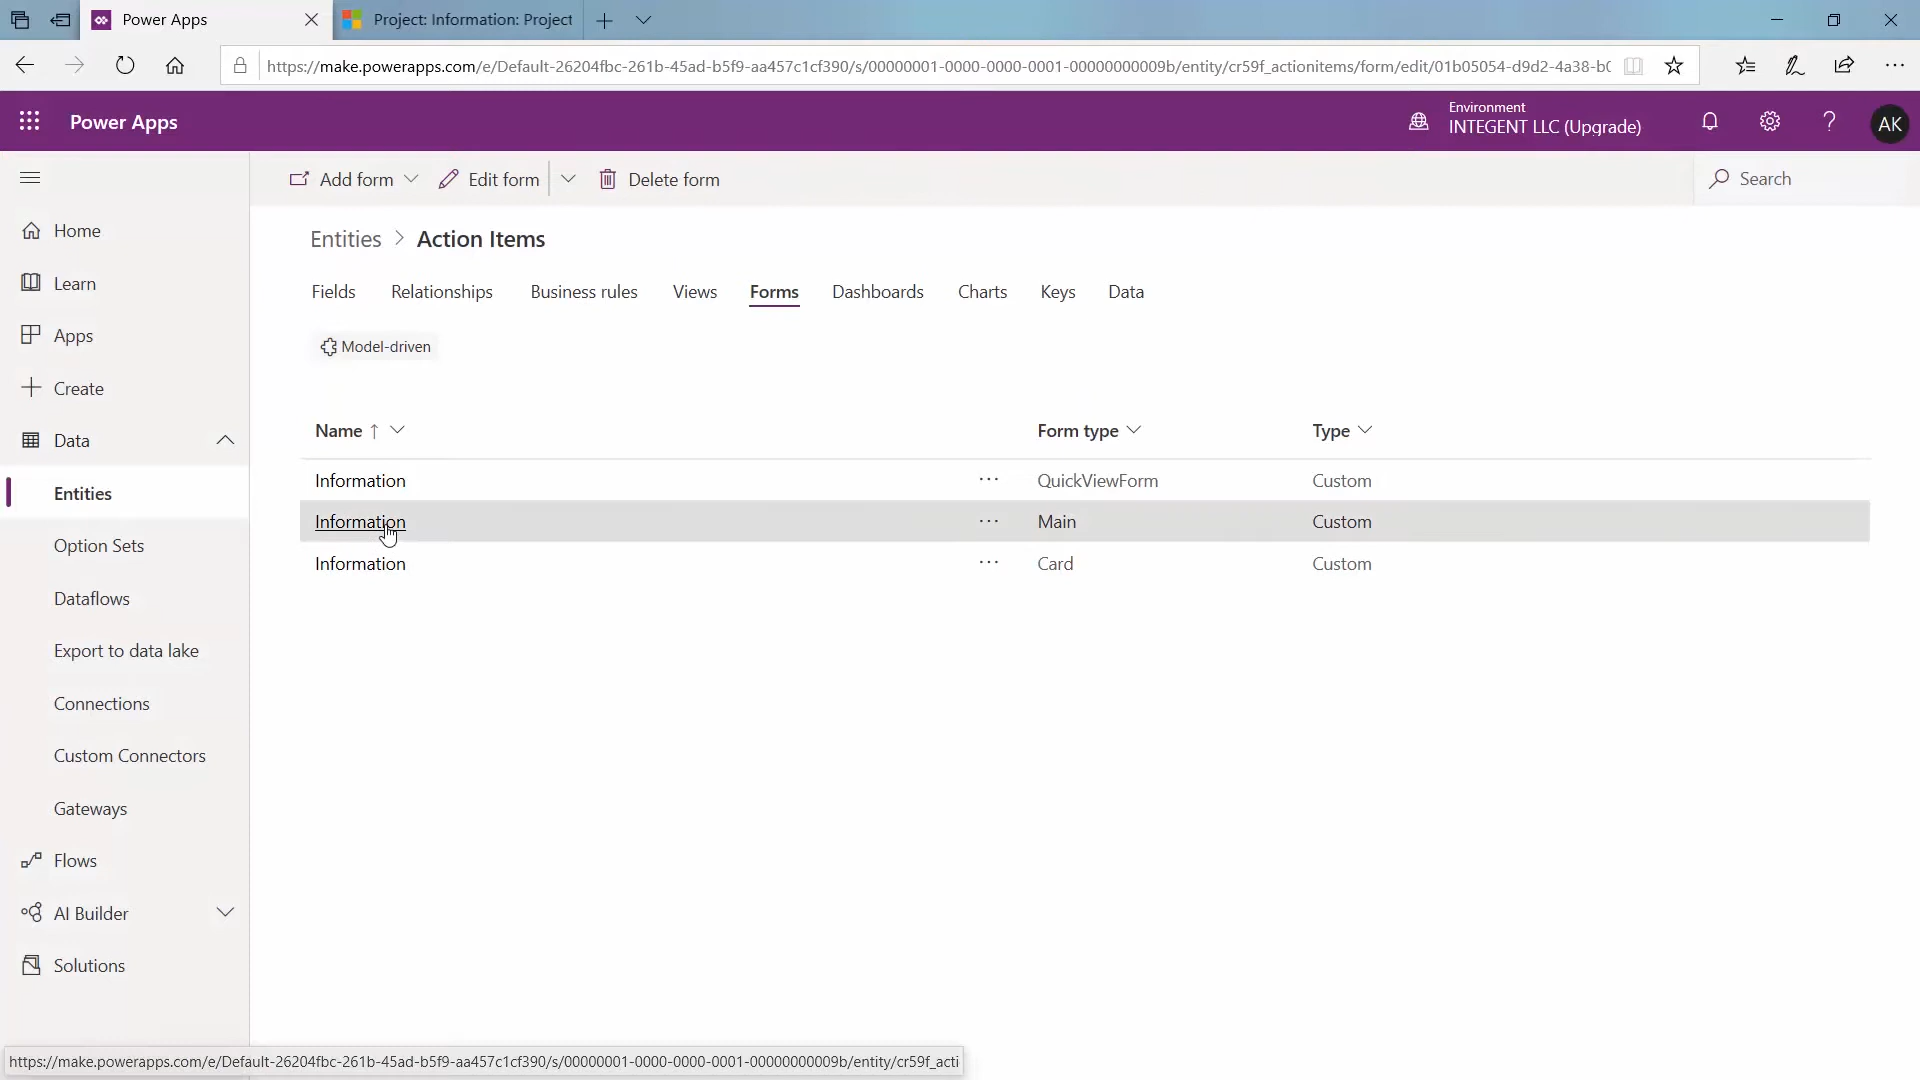 Power Apps
Project: Information: Project
https://make.powerapps.com/e/Default-26204fbc-261b-45ad-b5f9-aa457c1cf390/s/00000001-0000-0000-0001-00000000009b/entity/cr59f_actionitems/form/edit/01b05054-d9d2-4a38-b0
Power Apps
Environment
INTEGENT LLC (Upgrade)
AK
Add form
Edit form
Delete form
Search
Home
Learn
Apps
Create
Data
Entities
Option Sets
Dataflows
Export to data lake
Connections
Custom Connectors
Gateways
Flows
AI Builder
Solutions
Entities > Action Items
Fields Relationships Business rules Views Forms Dashboards Charts Keys Data
Model-driven
Name Form type Type
Information ... QuickViewForm Custom
Information ... Main Custom
Information ... Card Custom
https://make.powerapps.com/e/Default-26204fbc-261b-45ad-b5f9-aa457c1cf390/s/00000001-0000-0000-0001-00000000009b/entity/cr59f_acti